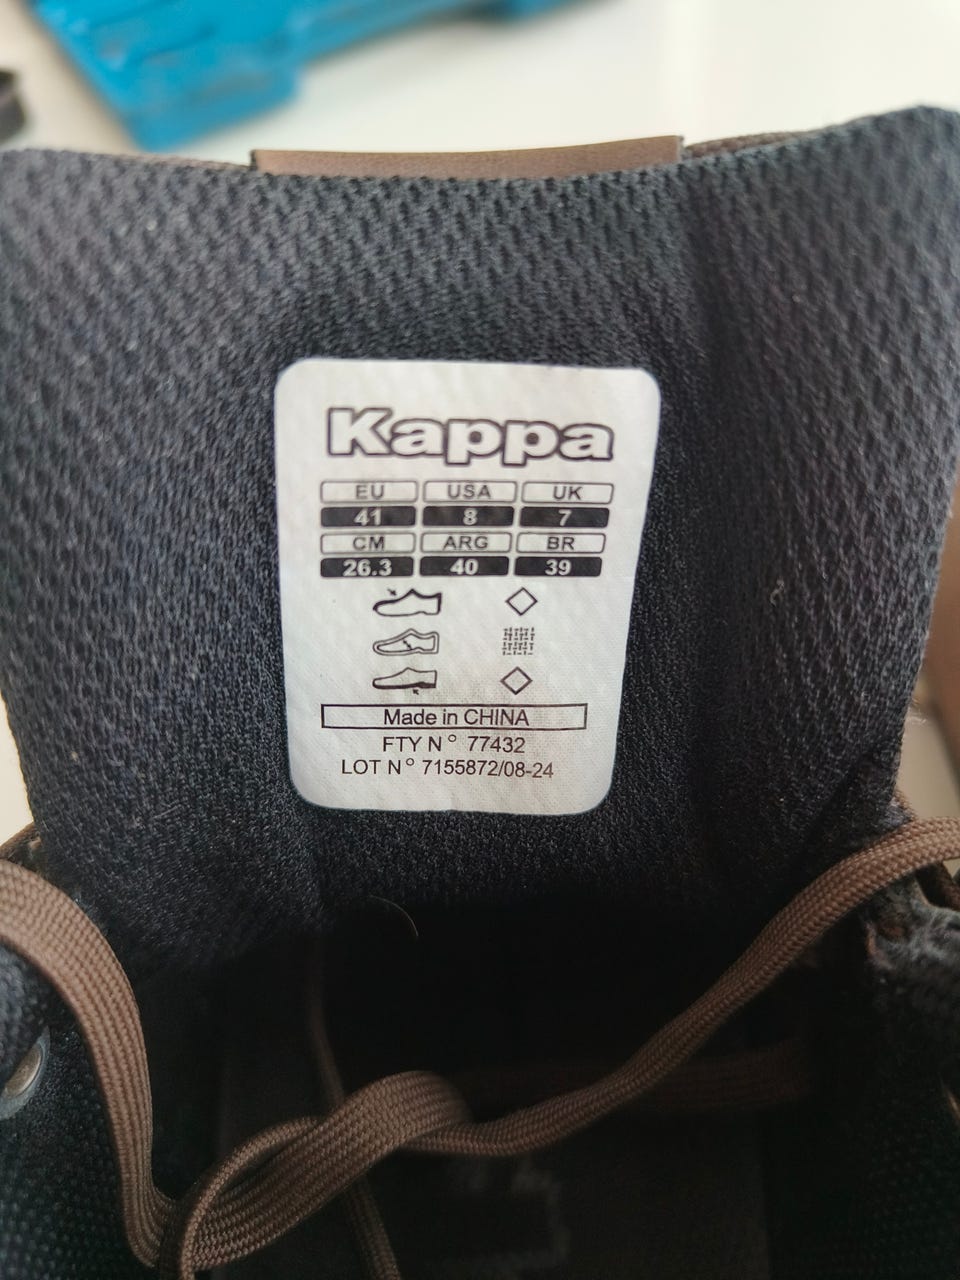 Kappa
EU USA UK
41 8 7
CM ARG BR
26.3 40 39
Made in CHINA
FTY N° 77432
LOT N° 7155872/08-24